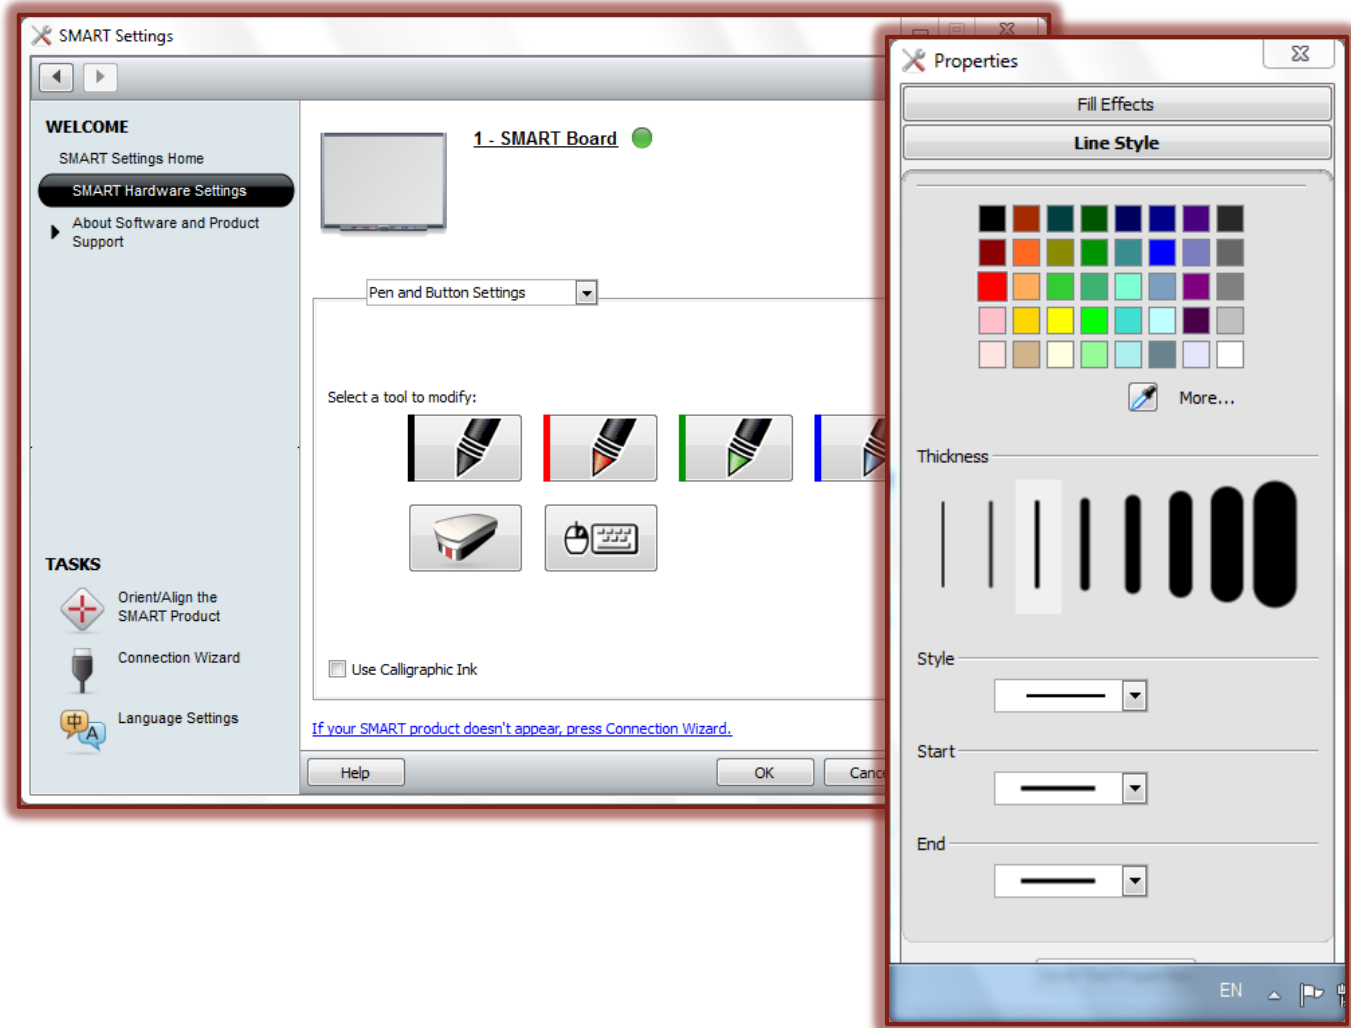 SMART Settings
WELCOME
SMART Settings Home
SMART Hardware Settings
About Software and Product
Support
1 - SMART Board
Pen and Button Settings
Select a tool to modify:
Use Calligraphic Ink
TASKS
Orient/Align the
SMART Product
Connection Wizard
Language Settings
中
A
If your SMART product doesn't appear, press Connection Wizard.
Help
OK
Canc
Properties
Fill Effects
Line Style
More...
Thickness
Style
Start
End
EN